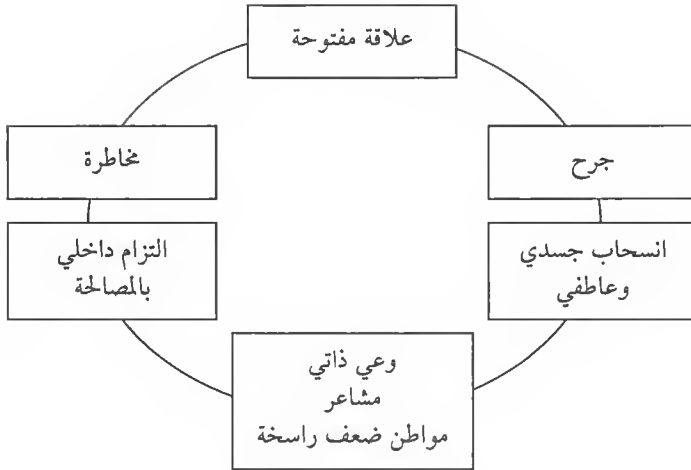 علاقة مفتوحة
جرح
مخاطرة
انسحاب جسدي
وعاطفي
التزام داخلي
بالمصالحة
وعي ذاتي
مشاعر
مواطن ضعف راسخة